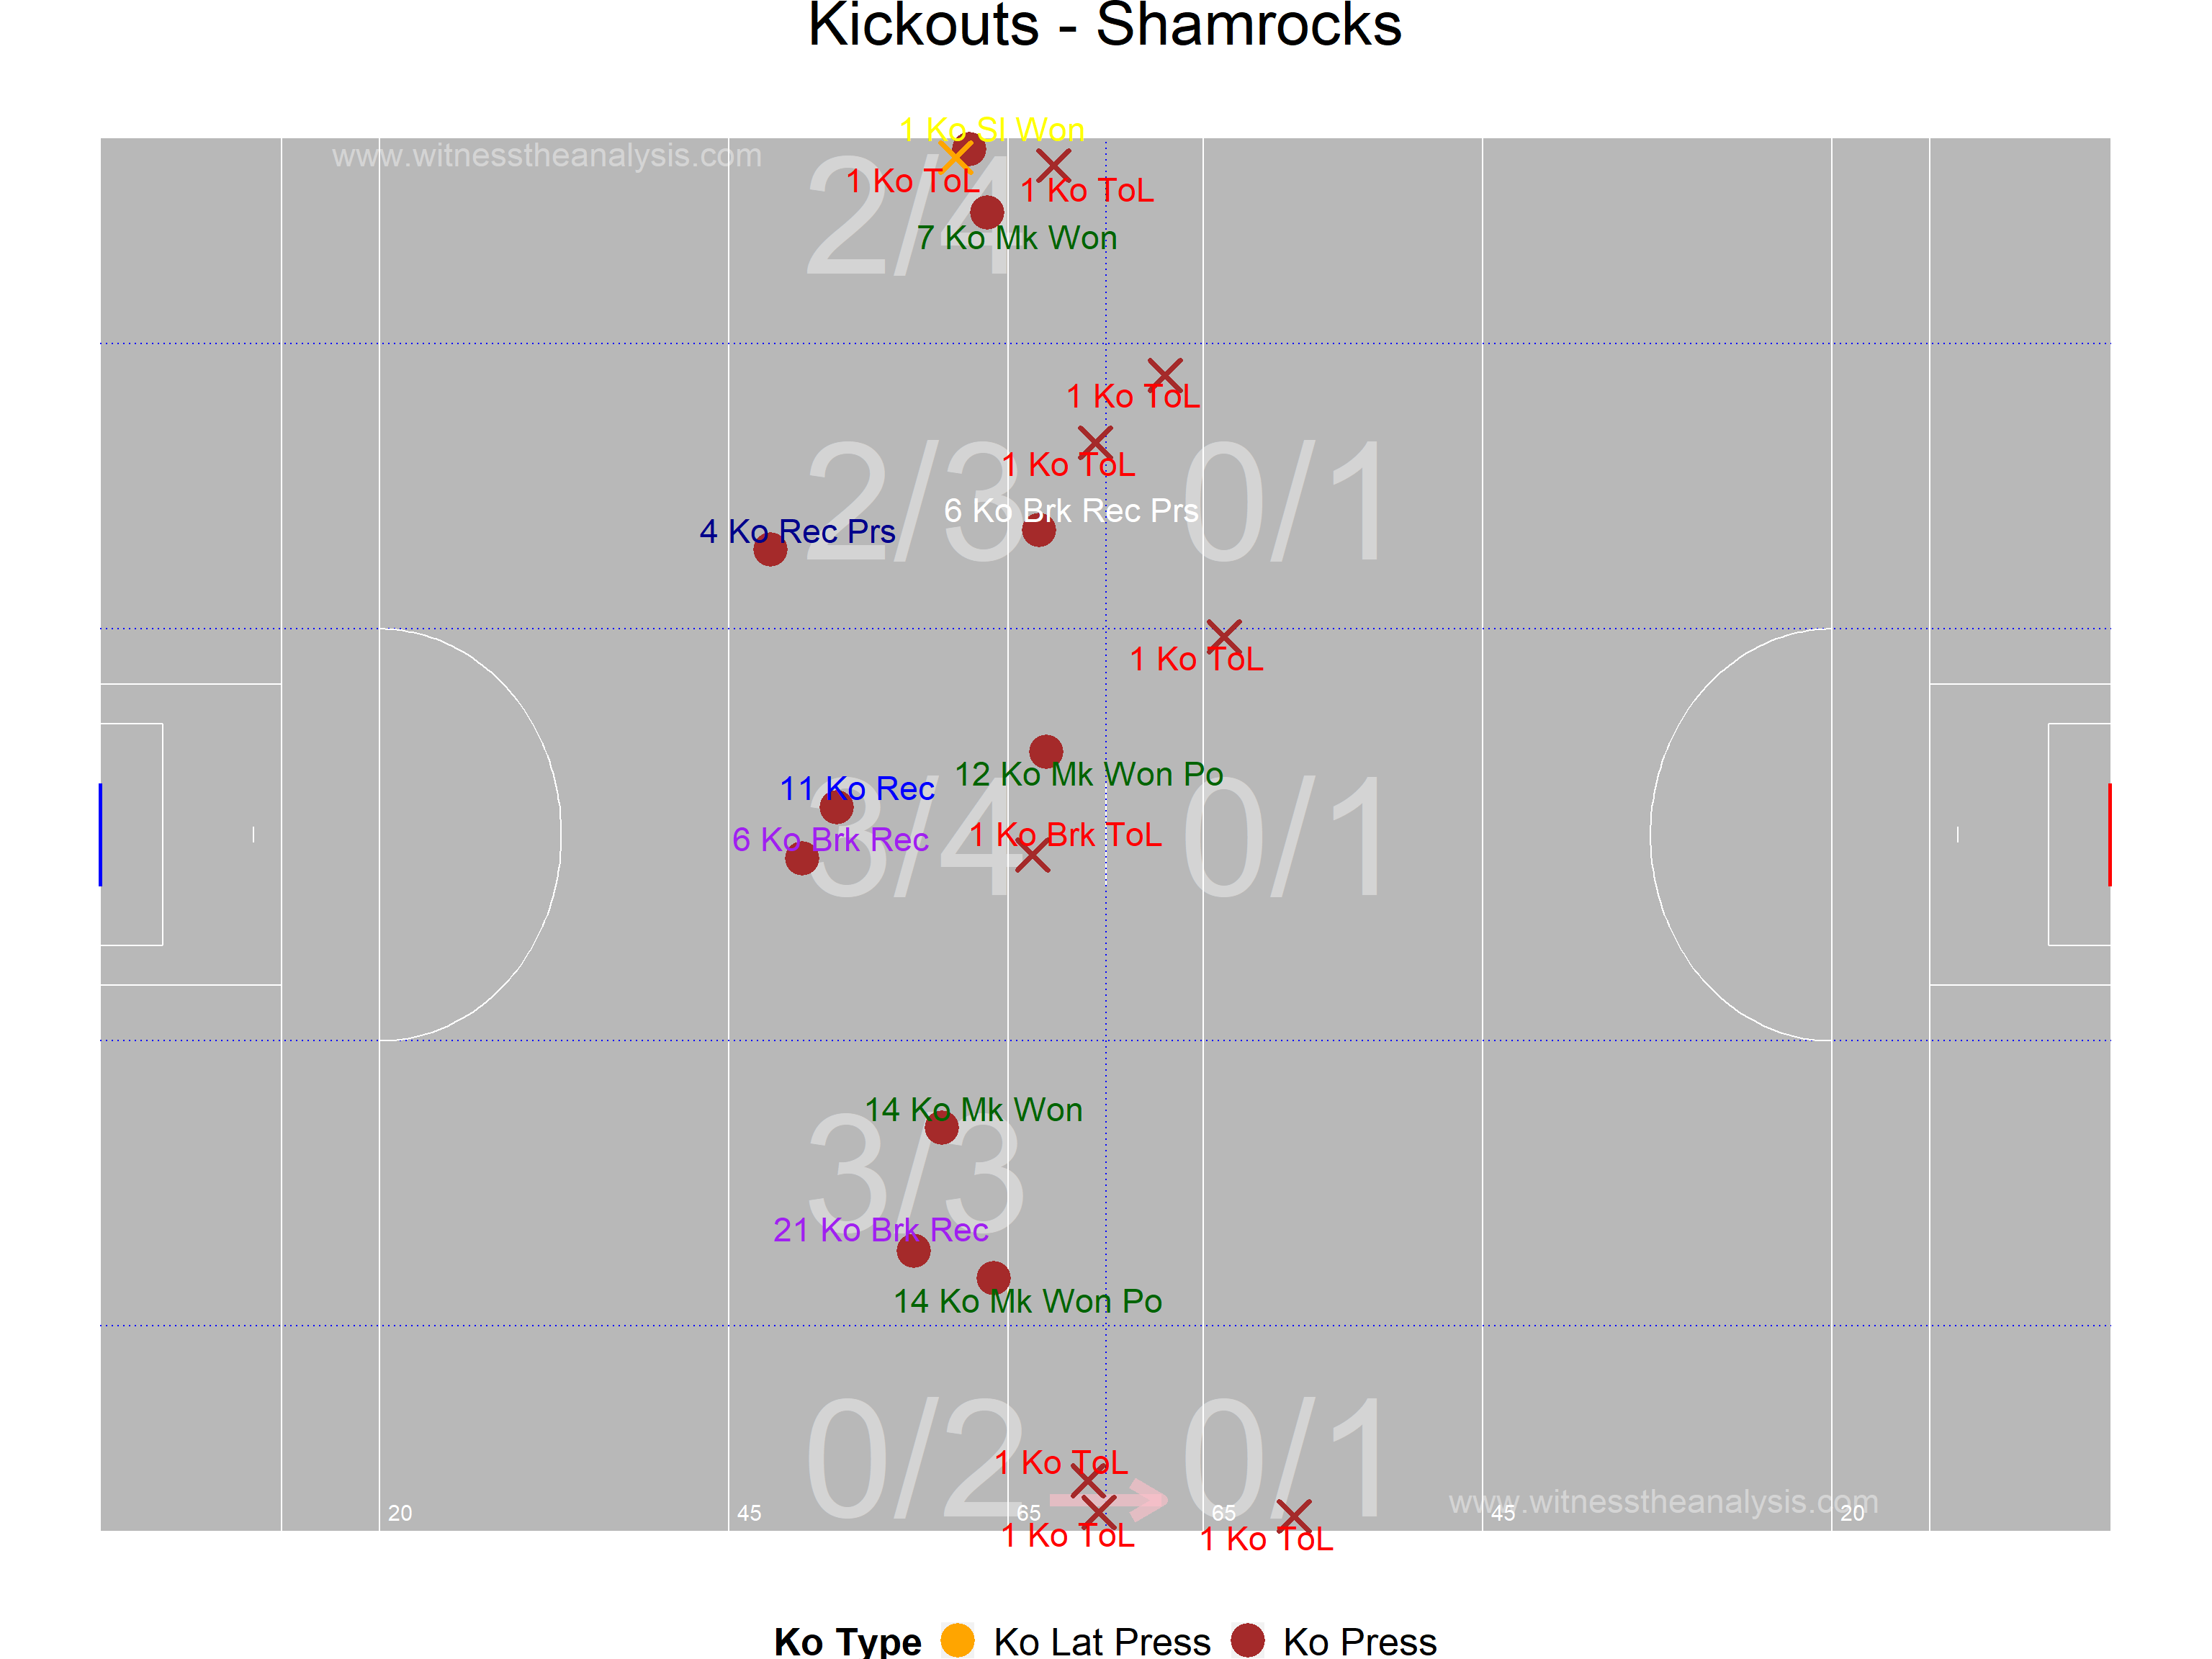 Kickouts - Shamrocks
1 Ko Sl Won
www.witnesstheanalysis.com
1 Ko ToL
1 Ko ToL
2/4
7 Ko Mk Won
1 Ko ToL
1 Ko ToL
2/3
0/1
6 Ko Brk Rec Prs
4 Ko Rec Prs
1 Ko ToL
12 Ko Mk Won Po
11 Ko Rec
1 Ko Brk ToL
6 Ko Brk Rec
3/4
0/1
14 Ko Mk Won
3/3
21 Ko Brk Rec
14 Ko Mk Won Po
0/2
0/1
1 Ko ToL
www.witnesstheanalysis.com
20
45
65
65
45
20
1 Ko ToL
1 Ko ToL
Ko Type Ko Lat Press Ko Press